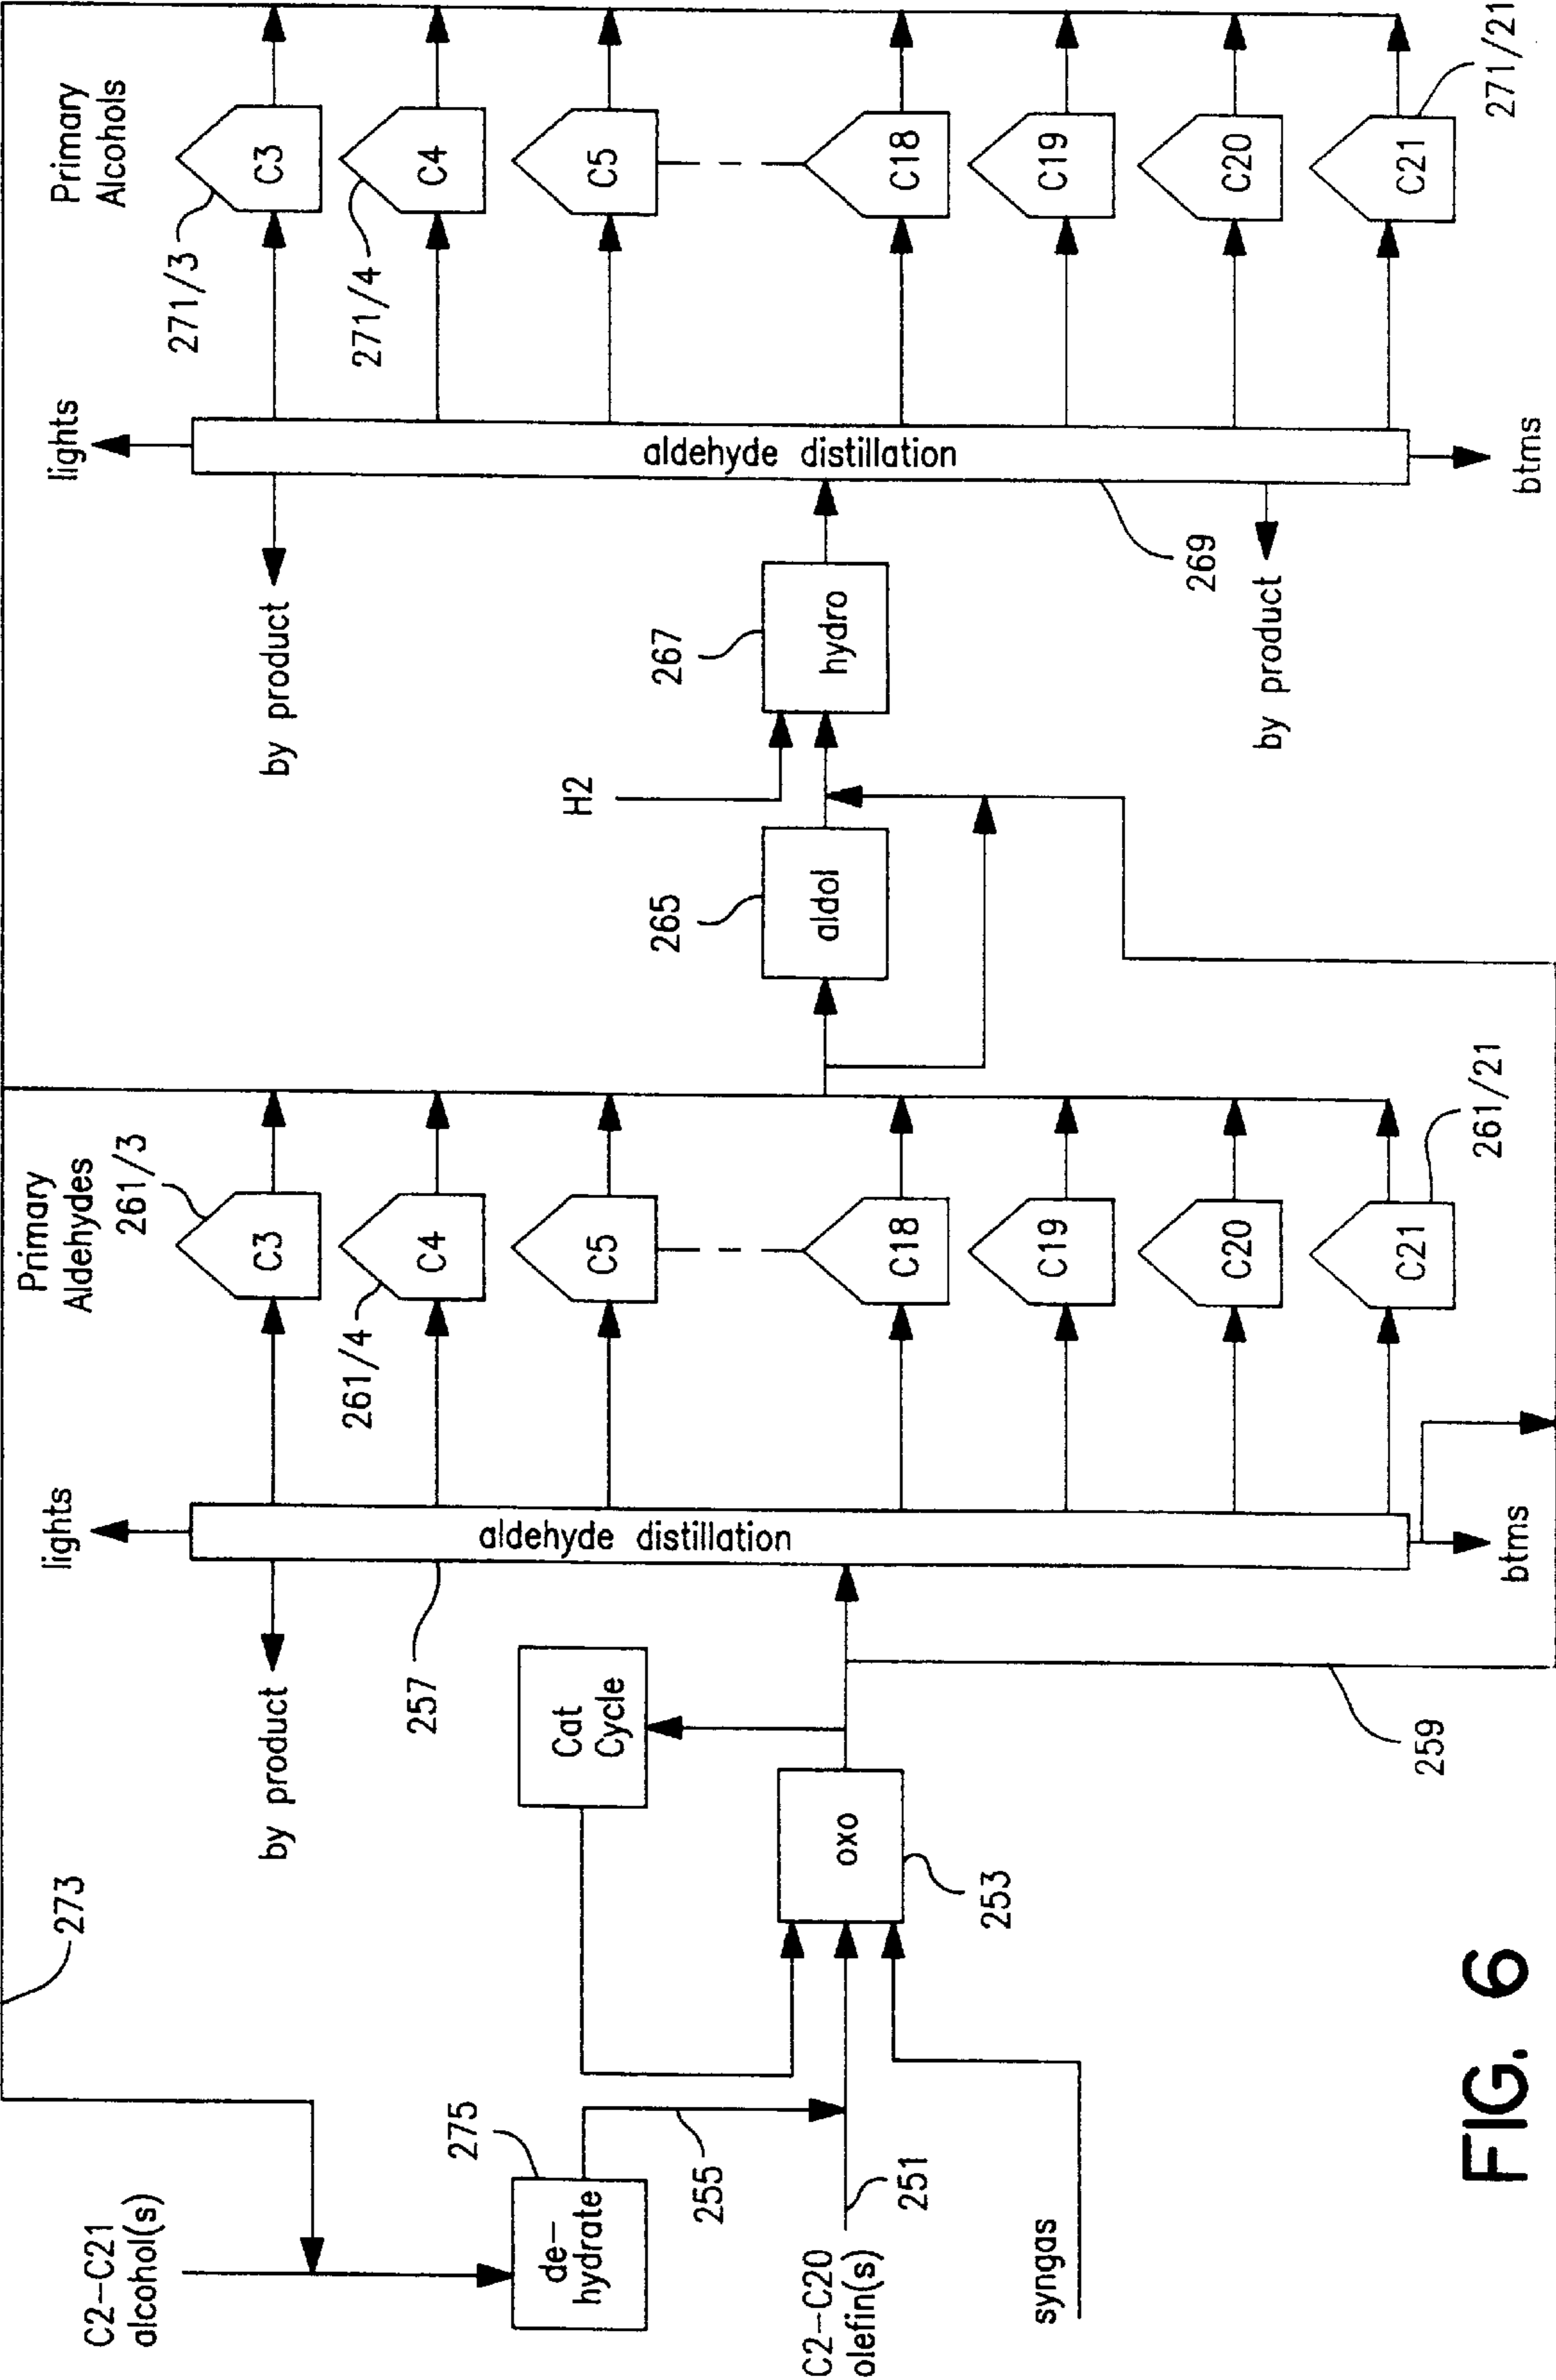 C2-C21
alcohol(s)
273
275
de-
hydrate
255
C2-C20
olefin(s)
251
syngas
Cat
Cycle
oxo
253
259
lights
by product
257
aldehyde distillation
btms
Primary
Aldehydes
261/3
261/4
C3
C4
C5
C18
C19
C20
C21
261/21
265
aldol
H2
267
hydro
by product
by product
269
lights
aldehyde distillation
btms
Primary
Alcohols
271/3
271/4
C3
C4
C5
C18
C19
C20
C21
271/21
FIG. 6